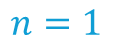 n = 1